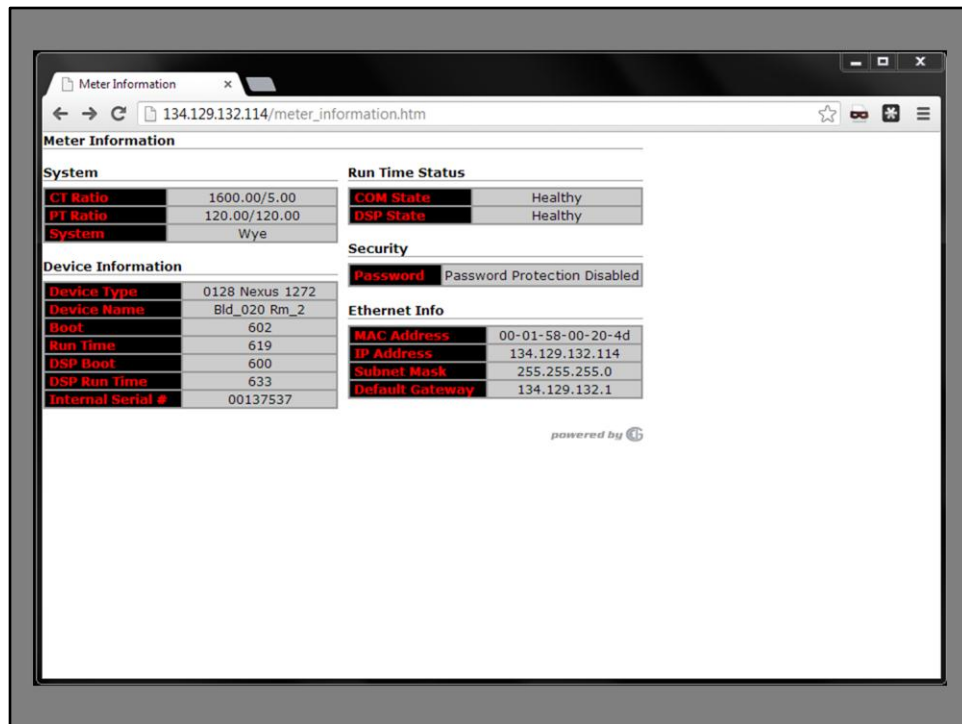 Meter Information
134.129.132.114/meter_information.htm
Meter Information
System
CT Ratio 1600.00/5.00
PT Ratio 120.00/120.00
System Wye
Device Information
Device Type 0128 Nexus 1272
Device Name Bld_020 Rm_2
Boot 602
Run Time 619
DSP Boot 600
DSP Run Time 633
Internal Serial # 00137537
Run Time Status
COM State Healthy
DSP State Healthy
Security
Password Password Protection Disabled
Ethernet Info
MAC Address 00-01-58-00-20-4d
IP Address 134.129.132.114
Subnet Mask 255.255.255.0
Default Gateway 134.129.132.1
powered by